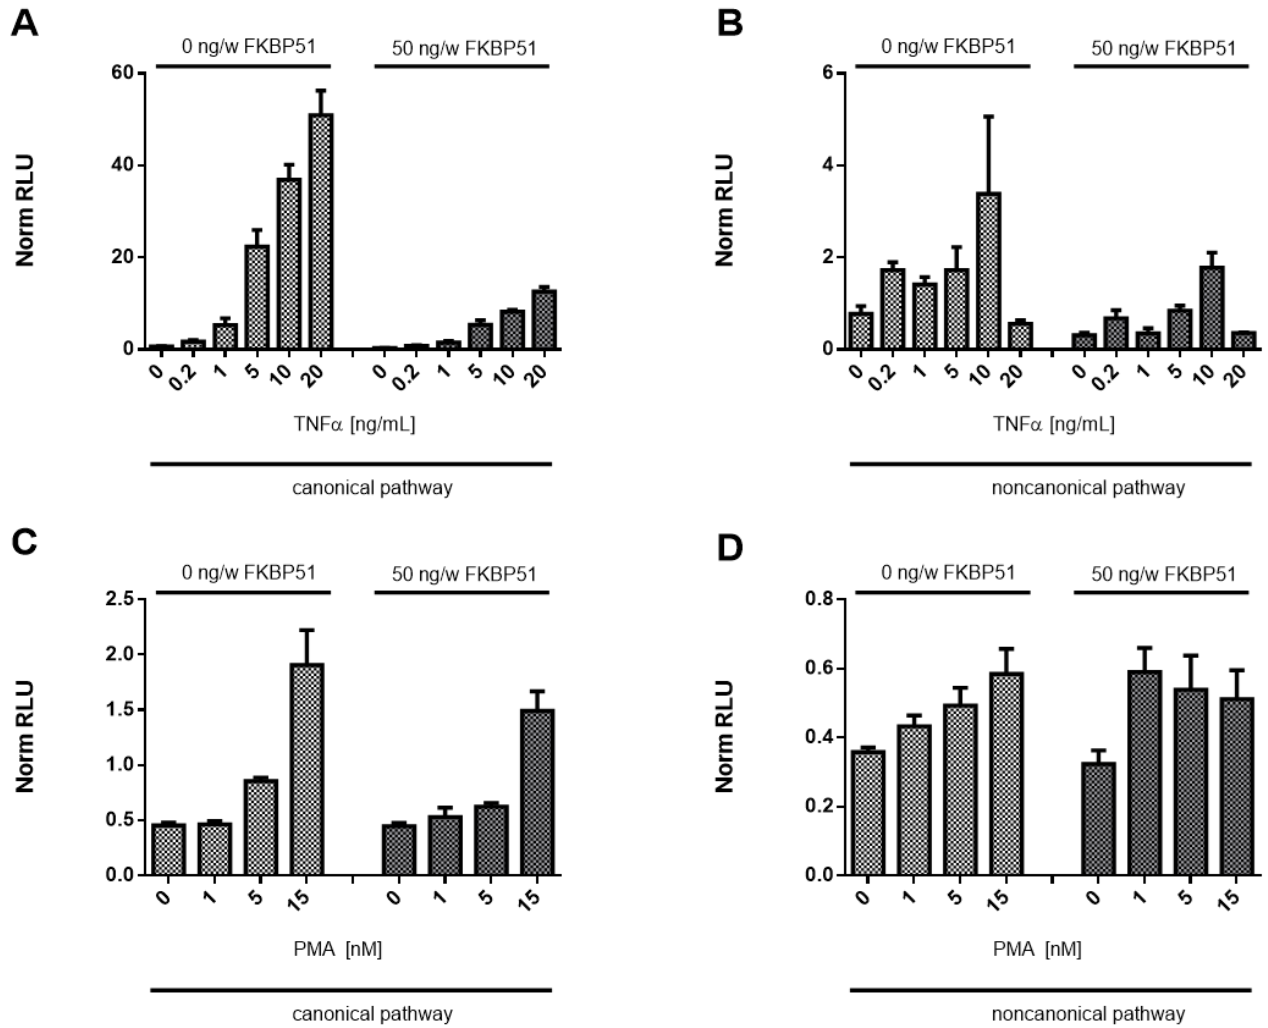 A
0 ng/w FKBP51
50 ng/w FKBP51
Norm RLU
60
40
20
0
0 0.2 1 5 10 20 0 0.2 1 5 10 20
TNFα [ng/mL]
canonical pathway
B
0 ng/w FKBP51
50 ng/w FKBP51
Norm RLU
6
4
2
0
0 0.2 1 5 10 20 0 0.2 1 5 10 20
TNFα [ng/mL]
noncanonical pathway
C
0 ng/w FKBP51
50 ng/w FKBP51
Norm RLU
2.5
2.0
1.5
1.0
0.5
0.0
0 1 5 15 0 1 5 15
PMA [nM]
canonical pathway
D
0 ng/w FKBP51
50 ng/w FKBP51
Norm RLU
0.8
0.6
0.4
0.2
0.0
0 1 5 15 0 1 5 15
PMA [nM]
noncanonical pathway